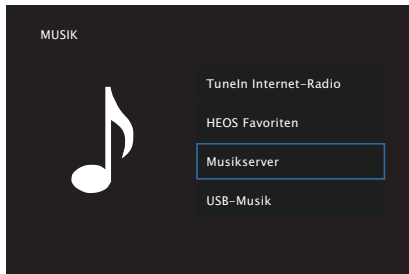 MUSIK
TuneIn Internet-Radio
HEOS Favoriten
Musikserver
USB-Musik